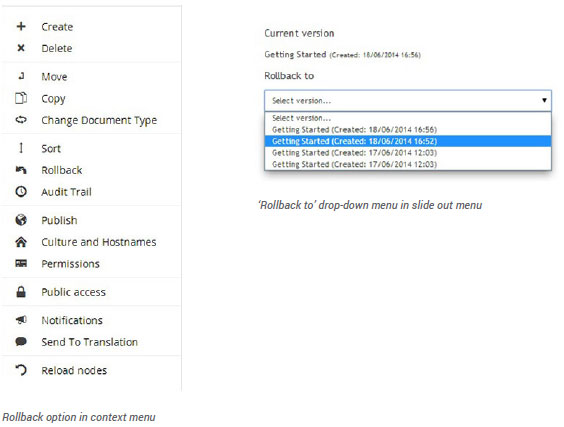 Create
Delete
Move
Copy
Change Document Type
Sort
Rollback
Audit Trail
Publish
Culture and Hostnames
Permissions
Public access
Notifications
Send To Translation
Reload nodes
Rollback option in context menu
Current version
Getting Started (Created: 18/06/2014 16:56)
Rollback to
Select version...
Select version...
Getting Started (Created: 18/06/2014 16:56)
Getting Started (Created: 18/06/2014 16:52)
Getting Started (Created: 17/06/2014 12:03)
Getting Started (Created: 17/06/2014 12:03)
‘Rollback to’ drop-down menu in slide out menu